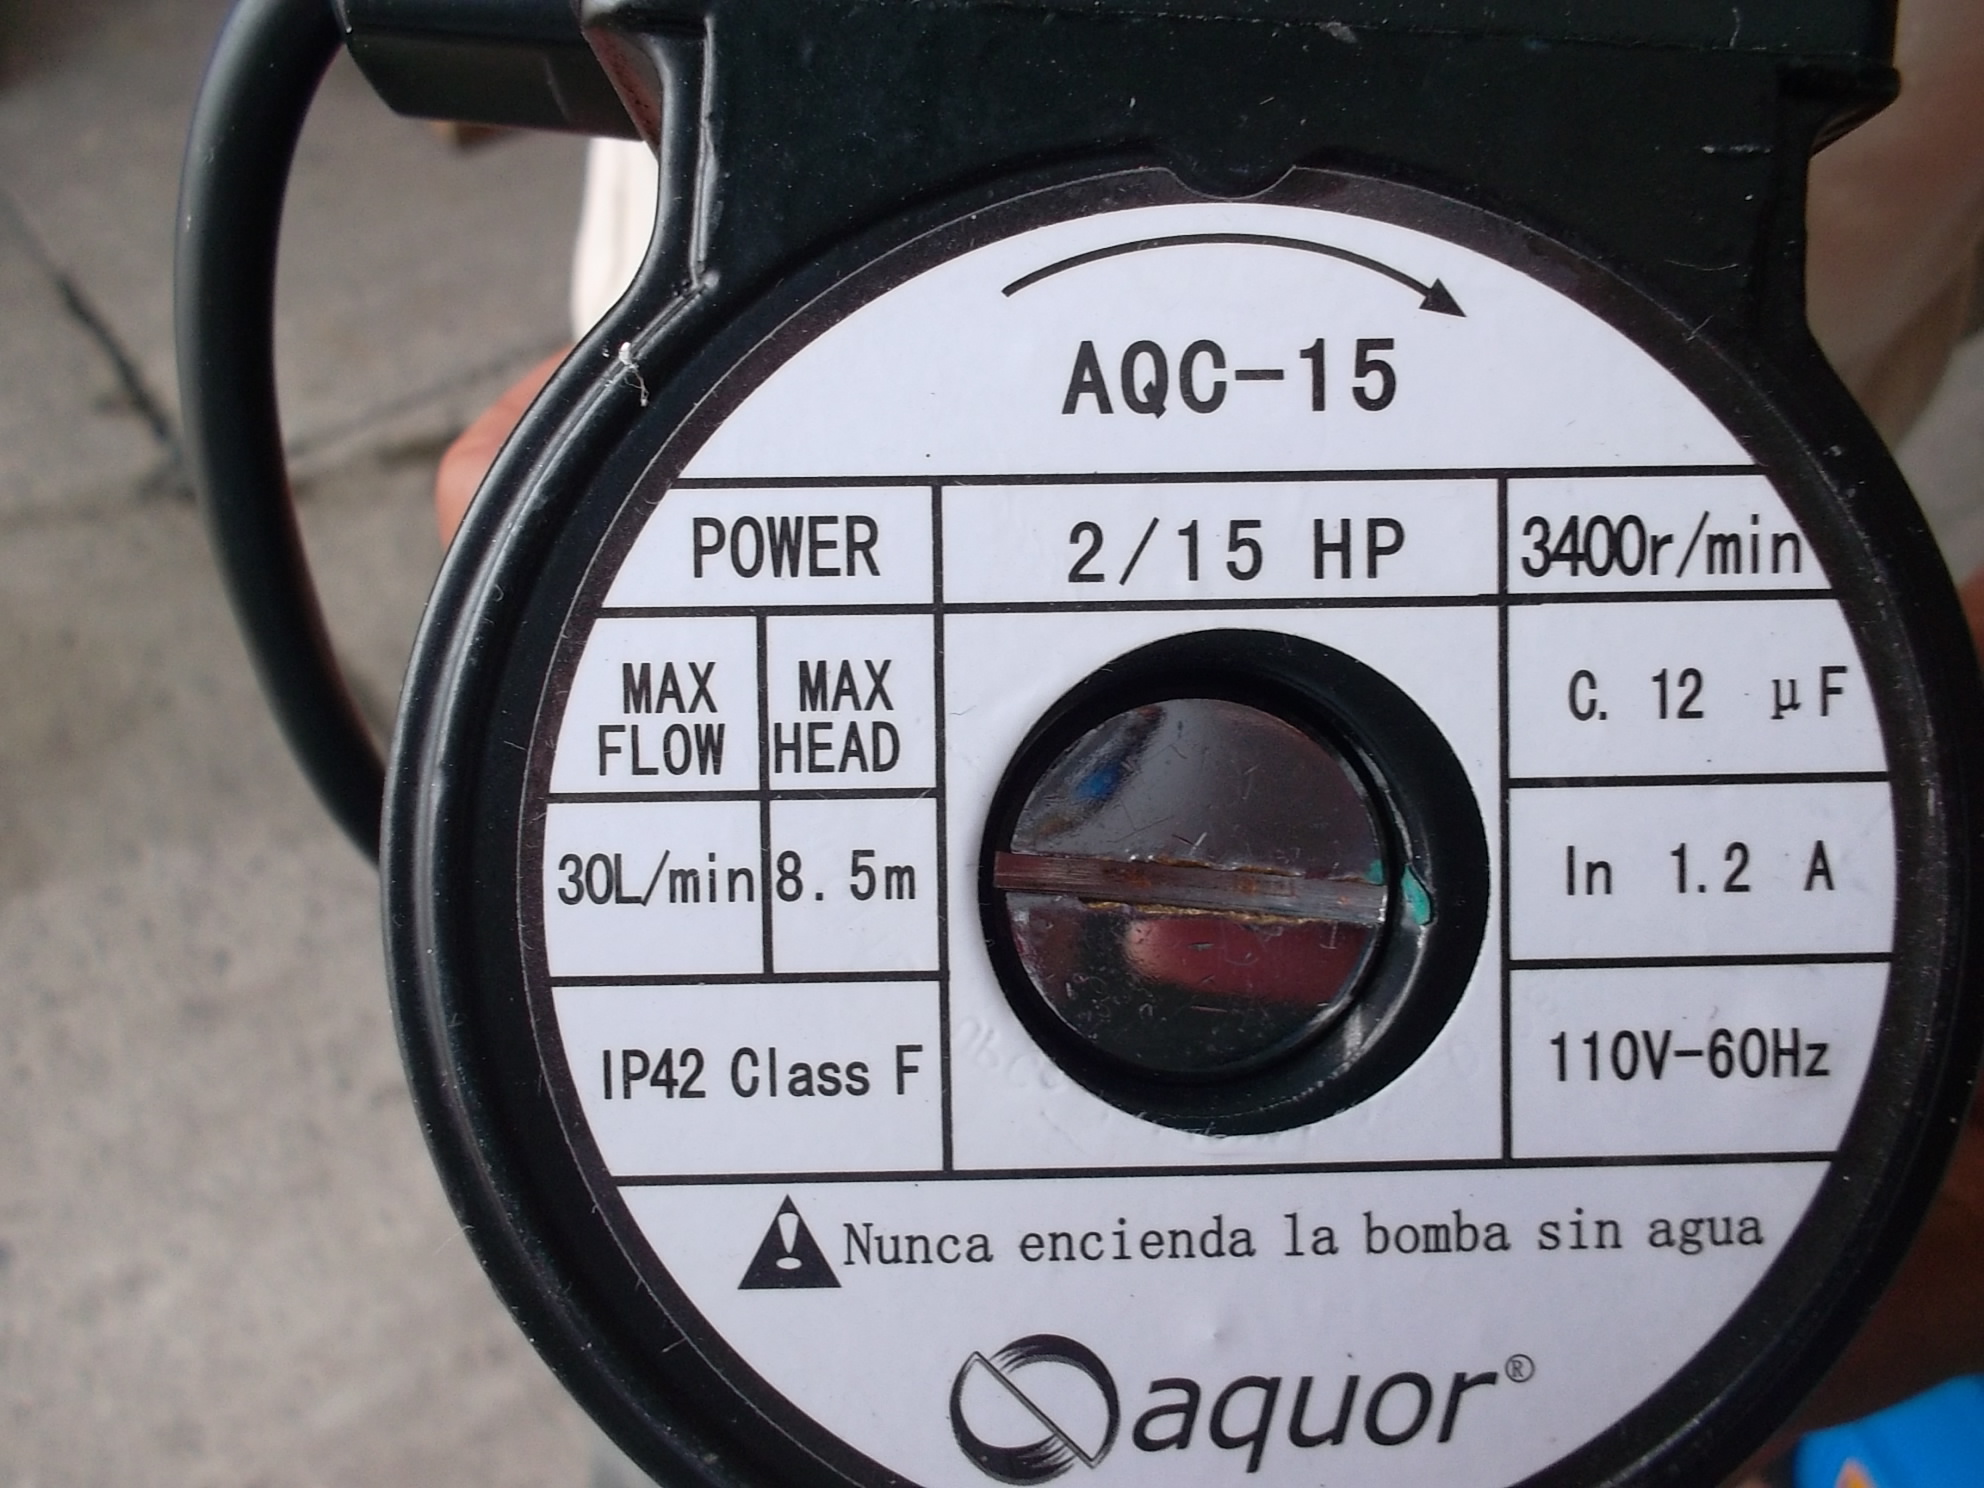 AQC-15
POWER 2/15 HP 3400r/min
MAX FLOW
MAX HEAD
C. 12 µF
30L/min 8.5m
In 1.2 A
IP42 Class F
110V-60Hz
Nunca encienda la bomba sin agua
aquor®